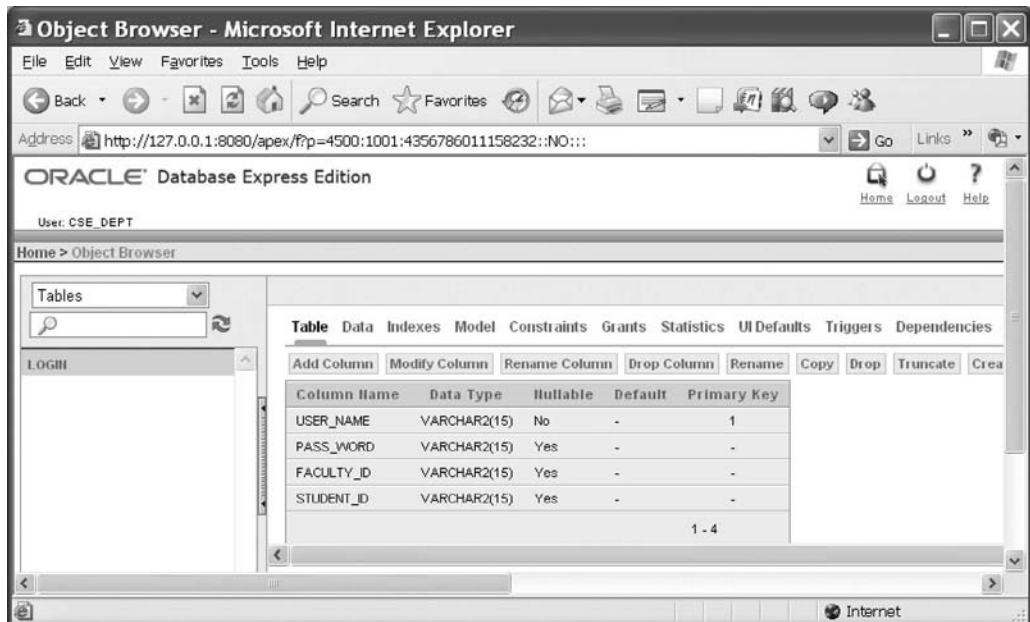 Object Browser - Microsoft Internet Explorer
File Edit View Favorites Tools Help
Back Search Favorites
Address http://127.0.0.1:8080/apex/f?p=4500:1001:4356786011158232::NO::: Go Links »
ORACLE Database Express Edition
Home Logout Help
User: CSE_DEPT
Home > Object Browser
Tables
Table Data Indexes Model Constraints Grants Statistics UI Defaults Triggers Dependencies
LOGIN
Add Column Modify Column Rename Column Drop Column Rename Copy Drop Truncate Crea
Column Name Data Type Nullable Default Primary Key
USER_NAME VARCHAR2(15) No - 1
PASS_WORD VARCHAR2(15) Yes - -
FACULTY_ID VARCHAR2(15) Yes - -
STUDENT_ID VARCHAR2(15) Yes - -
1 - 4
Internet